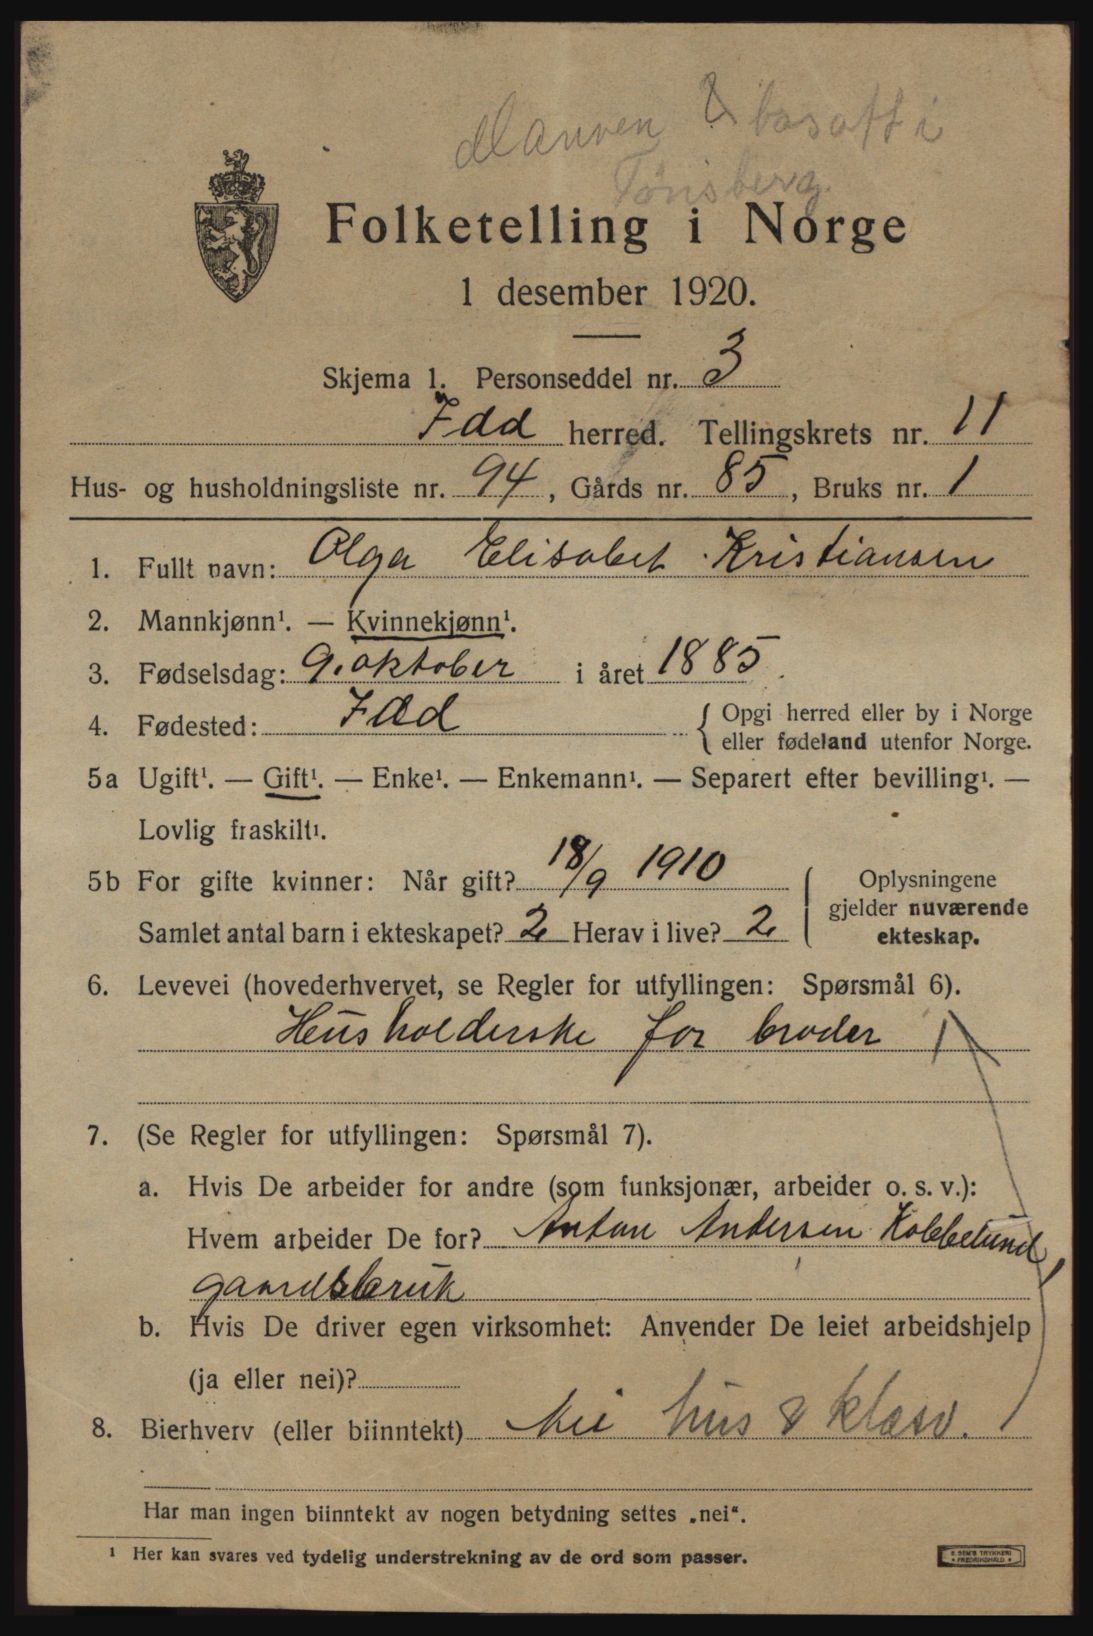 Mannen & bosatt i
Tønsberg.
Folketelling i Norge
1 desember 1920.
Skjema 1. Personseddel nr. 3
Idd herred. Tellingskrets nr. 11
Hus- og husholdningsliste nr. 94, Gårds nr. 85, Bruks nr. 1
1. Fullt navn: Olga Elisabet Kristiansen
2. Mannkjønn¹. — Kvinnekjønn¹.
3. Fødselsdag: 9. oktober i året 1885
4. Fødested: Idd { Opgi herred eller by i Norge
eller fødeland utenfor Norge.
5a Ugift¹. — Gift¹. — Enke¹. — Enkemann¹. — Separert efter bevilling¹. —
Lovlig fraskilt¹.
5b For gifte kvinner: Når gift? 18/9 1910
Samlet antal barn i ekteskapet? 2 Herav i live? 2
Oplysningene
gjelder nuværende
ekteskap.
6. Levevei (hovederhvervet, se Regler for utfyllingen: Spørsmål 6).
Husholderske for broder
7. (Se Regler for utfyllingen: Spørsmål 7).
a. Hvis De arbeider for andre (som funksjonær, arbeider o. s. v.):
Hvem arbeider De for? Anton Andersen Kobbelund
gaardsbruk
b. Hvis De driver egen virksomhet: Anvender De leiet arbeidshjelp
(ja eller nei)?
8. Bierhverv (eller biinntekt) Nei hus &
Har man ingen biinntekt av nogen betydning settes „nei“.
¹ Her kan svares ved tydelig understrekning av de ord som passer.
E. SEM'S TRYKKERI
• FREDRIKSHALD •